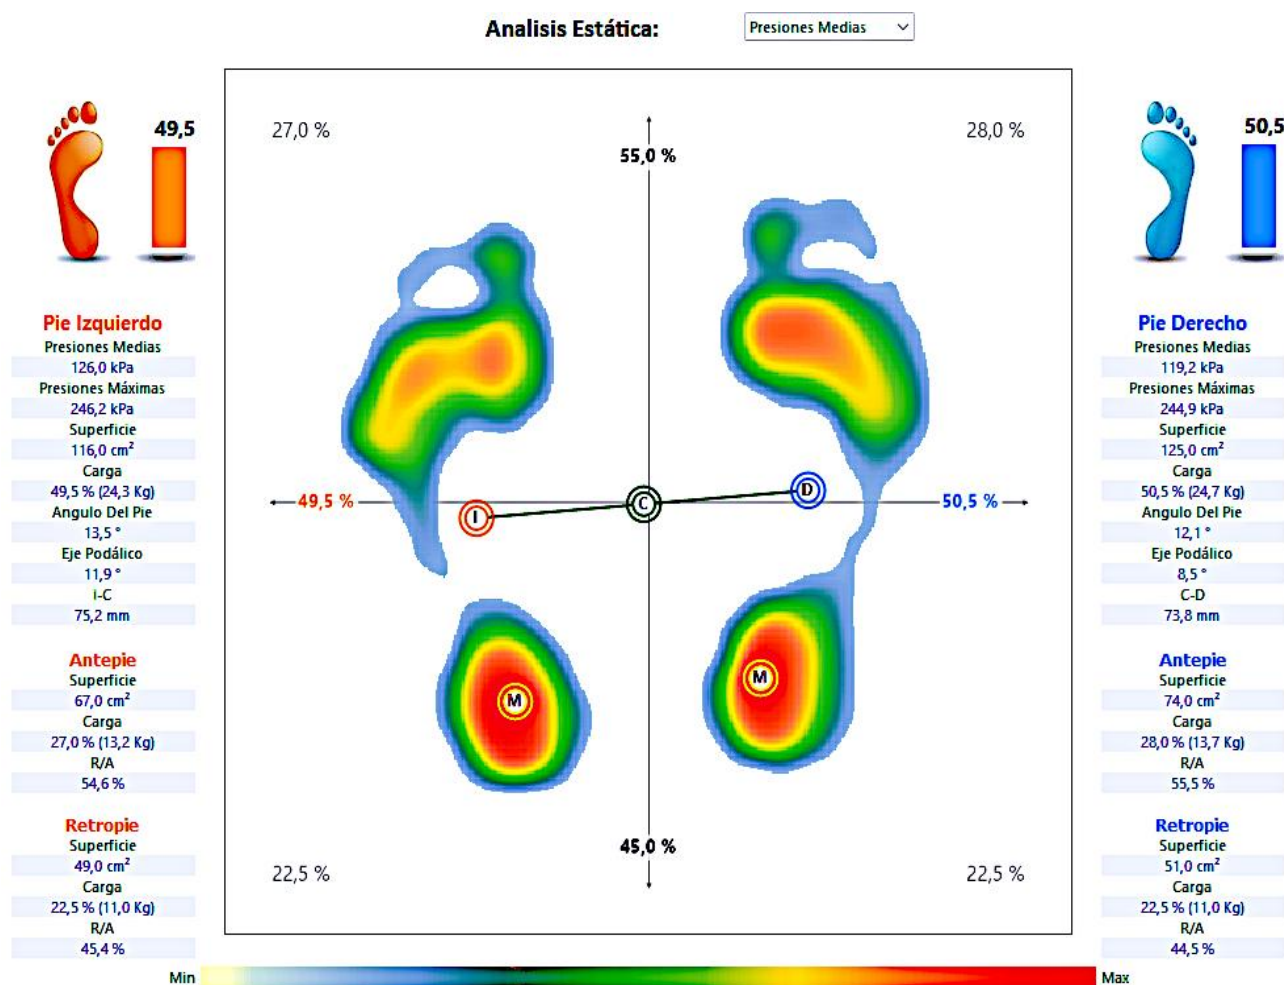 Analisis Estática:
Presiones Medias
49,5
Pie Izquierdo
Presiones Medias
126,0 kPa
Presiones Máximas
246,2 kPa
Superficie
116,0 cm²
Carga
49,5 % (24,3 Kg)
Angulo Del Pie
13,5 °
Eje Podálico
11,9 °
I-C
75,2 mm
Antepie
Superficie
67,0 cm²
Carga
27,0 % (13,2 Kg)
R/A
54,6 %
Retropie
Superficie
49,0 cm²
Carga
22,5 % (11,0 Kg)
R/A
45,4 %
27,0 %
55,0 %
28,0 %
49,5 %
I
C
D
50,5 %
M
M
22,5 %
45,0 %
22,5 %
50,5
Pie Derecho
Presiones Medias
119,2 kPa
Presiones Máximas
244,9 kPa
Superficie
125,0 cm²
Carga
50,5 % (24,7 Kg)
Angulo Del Pie
12,1 °
Eje Podálico
8,5 °
C-D
73,8 mm
Antepie
Superficie
74,0 cm²
Carga
28,0 % (13,7 Kg)
R/A
55,5 %
Retropie
Superficie
51,0 cm²
Carga
22,5 % (11,0 Kg)
R/A
44,5 %
Min
Max